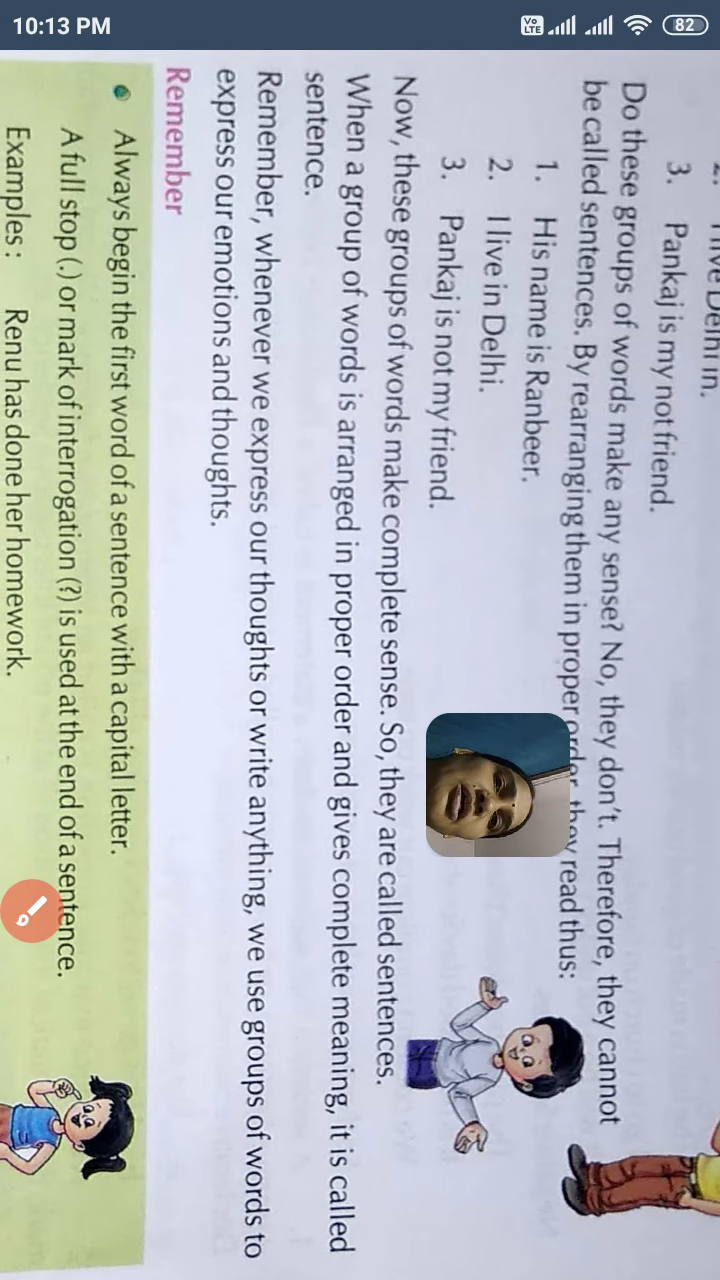 10:13 PM
Vo LTE
82
in.
3. Pankaj is my not friend.
Do these groups of words make any sense? No, they don't. Therefore, they cannot
be called sentences. By rearranging them in proper order, they read thus:
1. His name is Ranbeer.
2. I live in Delhi.
3. Pankaj is not my friend.
Now, these groups of words make complete sense. So, they are called sentences.
When a group of words is arranged in proper order and gives complete meaning, it is called
sentence.
Remember, whenever we express our thoughts or write anything, we use groups of words to
express our emotions and thoughts.
Remember
Always begin the first word of a sentence with a capital letter.
A full stop (.) or mark of interrogation (?) is used at the end of a sentence.
Examples : Renu has done her homework.